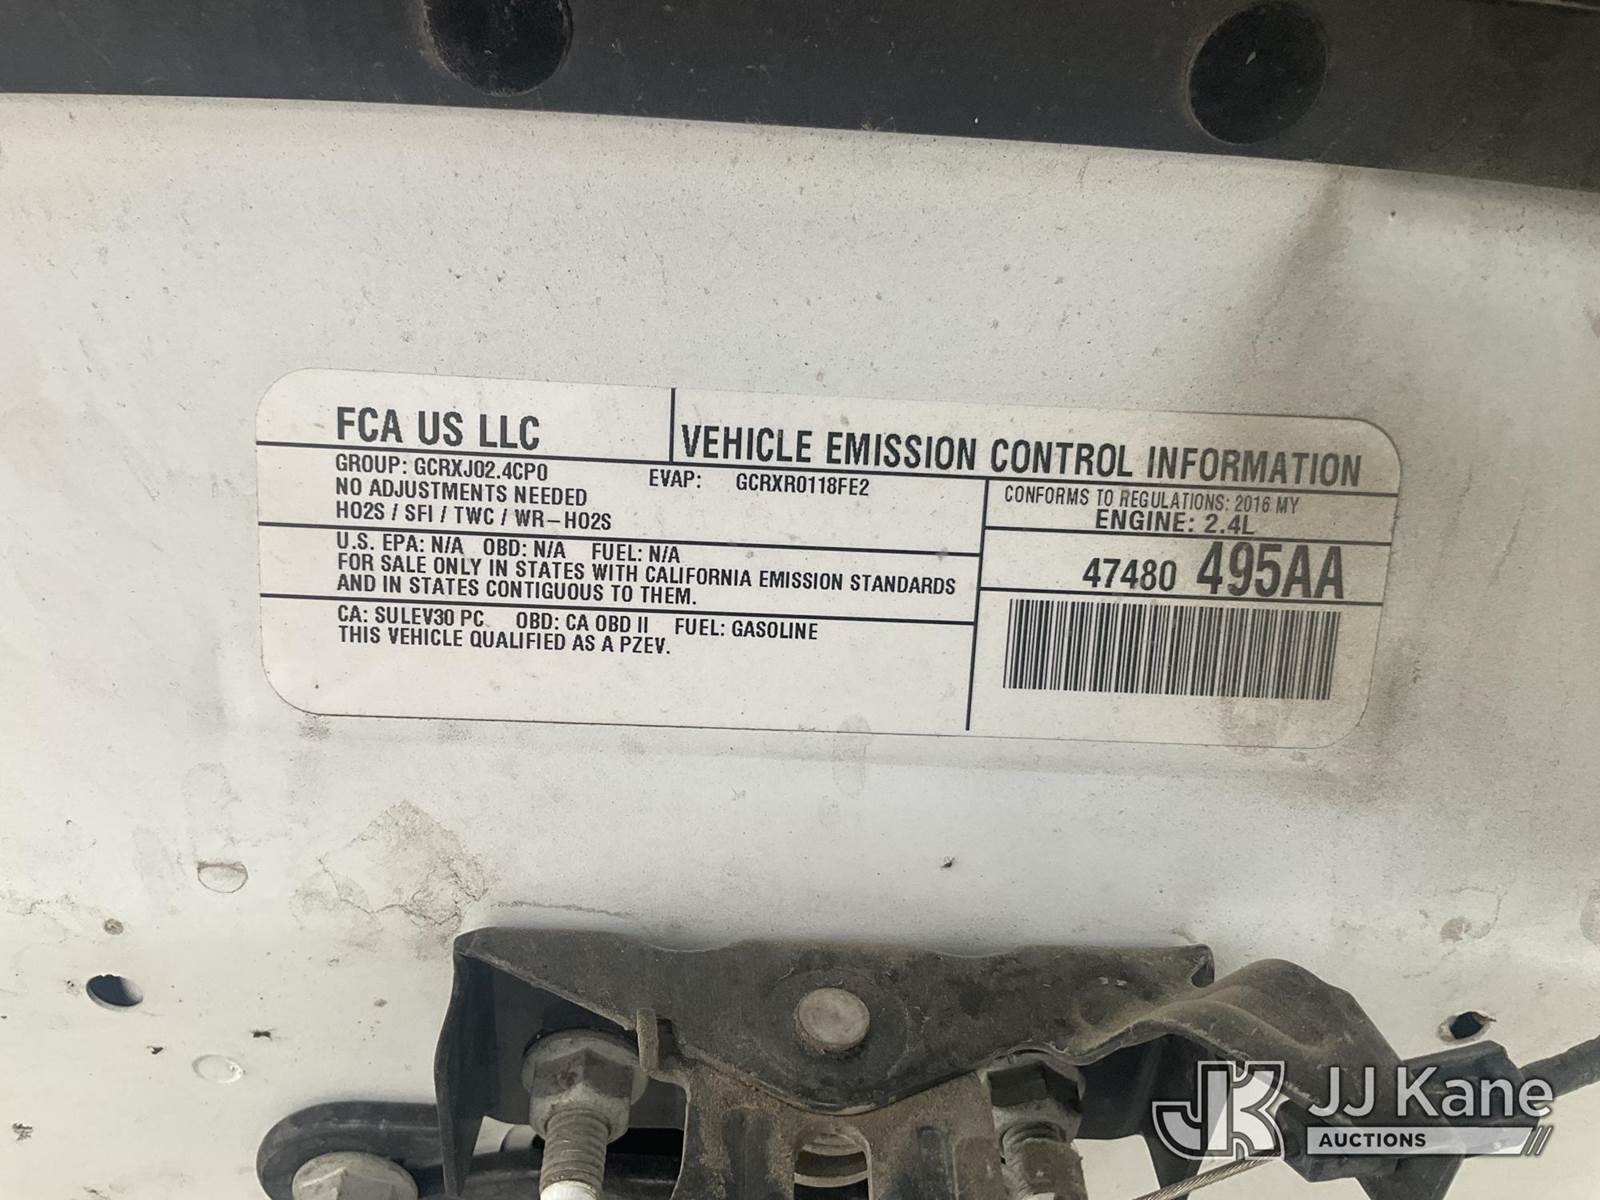 FCA US LLC
VEHICLE EMISSION CONTROL INFORMATION
GROUP: GCRXJ02.4CP0 EVAP: GCRXR0118FE2
NO ADJUSTMENTS NEEDED
HO2S / SFI / TWC / WR-HO2S
CONFORMS TO REGULATIONS: 2016 MY
ENGINE: 2.4L
U.S. EPA: N/A OBD: N/A FUEL: N/A
FOR SALE ONLY IN STATES WITH CALIFORNIA EMISSION STANDARDS
AND IN STATES CONTIGUOUS TO THEM.
47480 495AA
CA: SULEV30 PC OBD: CA OBD II FUEL: GASOLINE
THIS VEHICLE QUALIFIED AS A PZEV.
JK JJ Kane
AUCTIONS